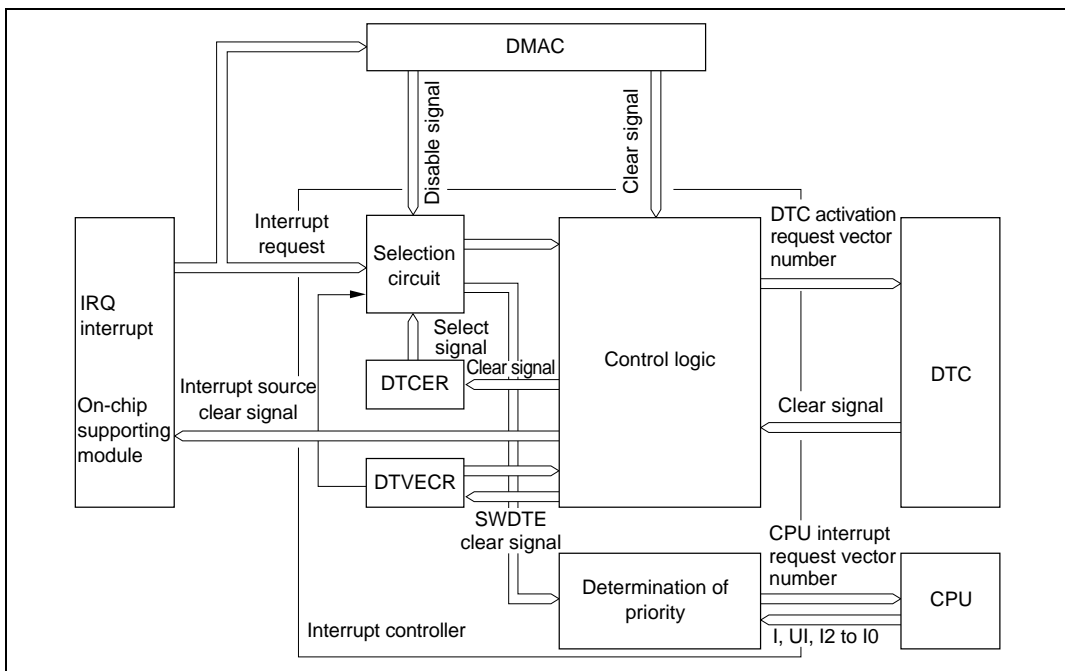 DMAC
Disable signal
Clear signal
Interrupt
request
Selection
circuit
DTC activation
request vector
number
IRQ
interrupt
On-chip
supporting
module
Select
signal
DTCER
Clear signal
Control logic
DTC
Interrupt source
clear signal
Clear signal
DTVECR
SWDTE
clear signal
CPU interrupt
request vector
number
Determination of
priority
CPU
I, UI, I2 to I0
Interrupt controller